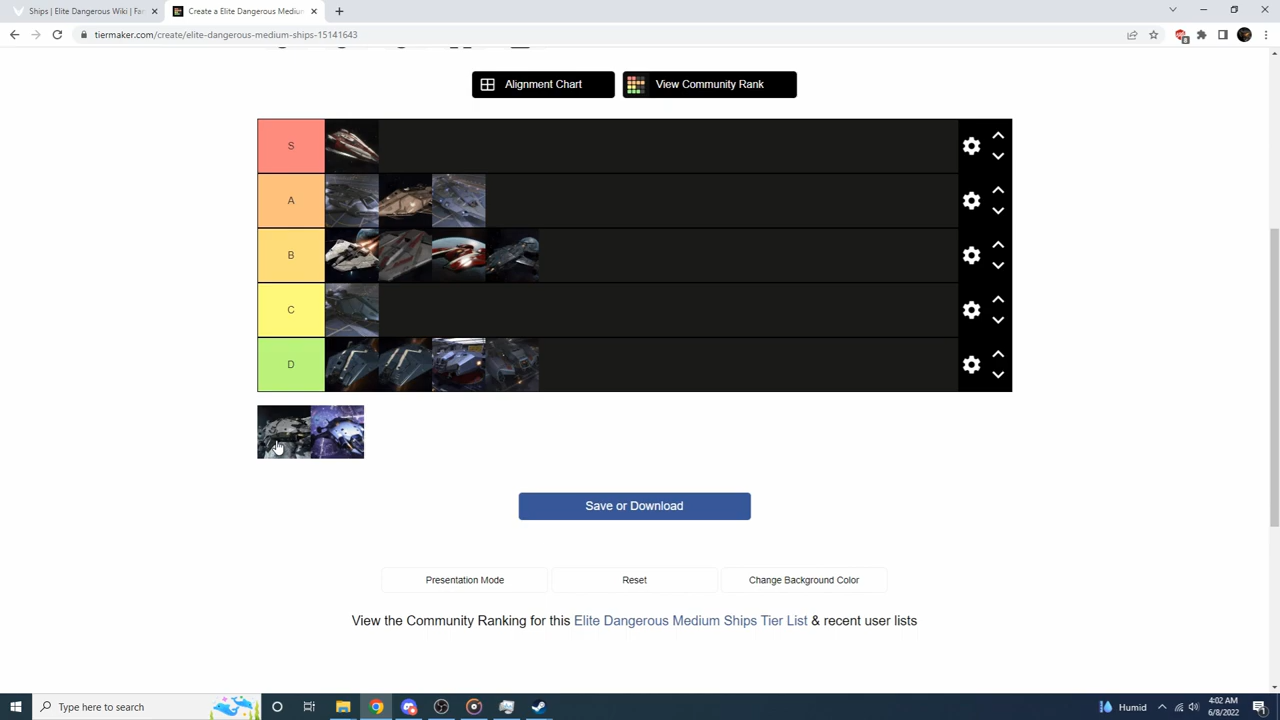 Ships | Elite Dangerous Wiki | Fan
Create a Elite Dangerous Medium
tiermaker.com/create/elite-dangerous-medium-ships-15141643
Alignment Chart
View Community Rank
S
A
B
C
D
Save or Download
Presentation Mode
Reset
Change Background Color
View the Community Ranking for this Elite Dangerous Medium Ships Tier List & recent user lists
Type here to search
Humid
4:02 AM
6/8/2022